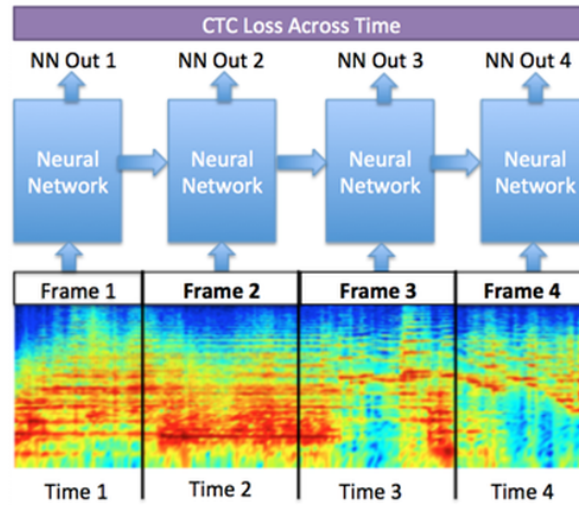 CTC Loss Across Time
NN Out 1 NN Out 2 NN Out 3 NN Out 4
Neural Network Neural Network Neural Network Neural Network
Frame 1 Frame 2 Frame 3 Frame 4
Time 1 Time 2 Time 3 Time 4